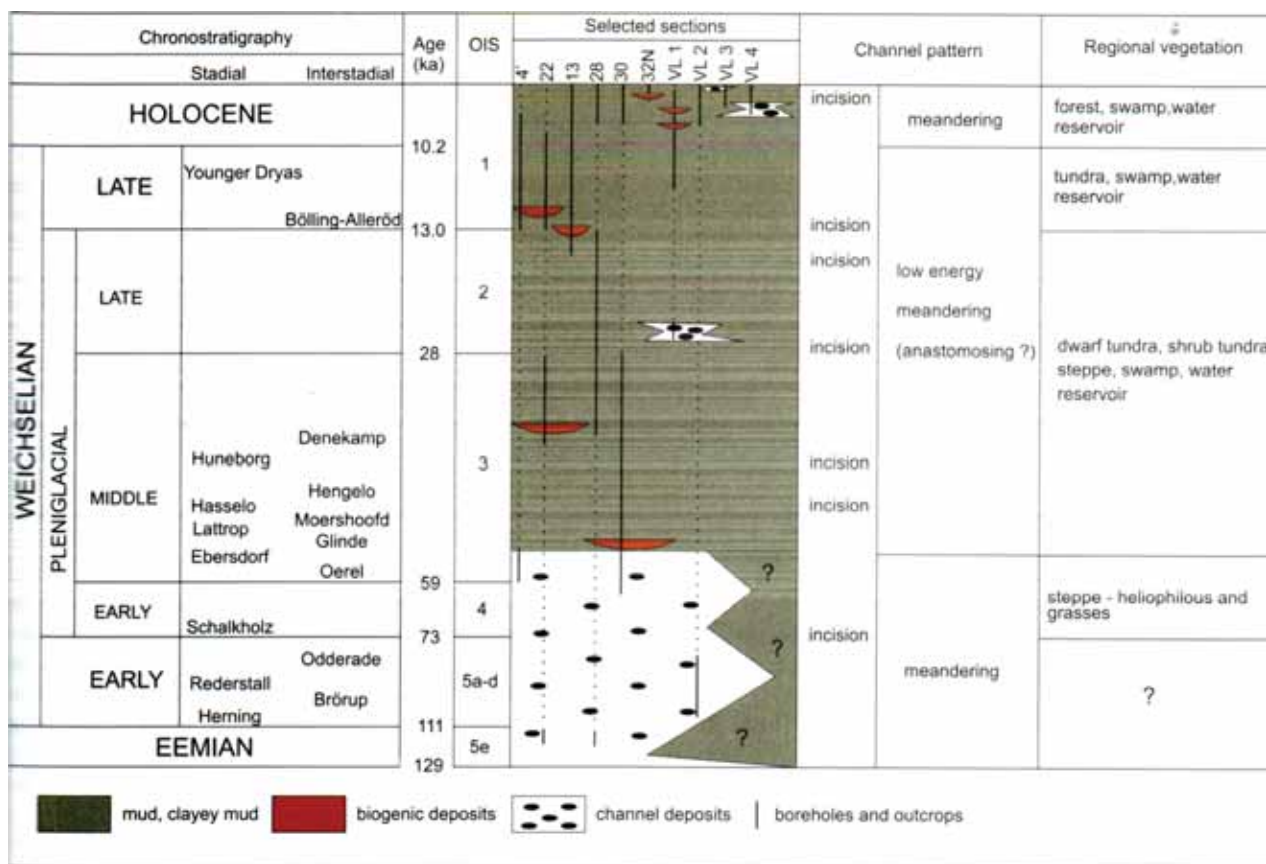 Chronostratigraphy
Stadial Interstadial
Age
(ka)
OIS
Selected sections
4' 22 13 28 30 32N VL 1 VL 2 VL 3 VL 4
Channel pattern
Regional vegetation
HOLOCENE
incision
meandering
forest, swamp,water
reservoir
10.2
WEICHSELIAN
LATE
Younger Dryas
Bölling-Alleröd
1
tundra, swamp,water
reservoir
13.0
incision
incision
PLENIGLACIAL
LATE
2
low energy
meandering
(anastomosing ?)
28
incision
dwarf tundra, shrub tundra
steppe, swamp, water
reservoir
MIDDLE
Denekamp
Huneborg
Hengelo
Hasselo
Moershoofd
Lattrop
Glinde
Ebersdorf
Oerel
3
incision
incision
59
?
EARLY
Schalkholz
4
steppe - heliophilous and
grasses
73
incision
?
EARLY
Odderade
Rederstall
Brörup
Herning
5a-d
meandering
?
111
EEMIAN
5e
?
129
mud, clayey mud
biogenic deposits
channel deposits
boreholes and outcrops